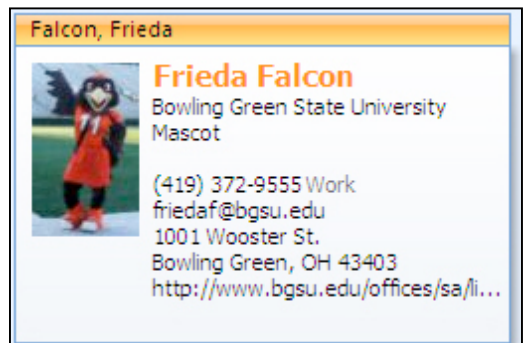 Falcon, Frieda
Frieda Falcon
Bowling Green State University
Mascot
(419) 372-9555 Work
friedaf@bgsu.edu
1001 Wooster St.
Bowling Green, OH 43403
http://www.bgsu.edu/offices/sa/li...